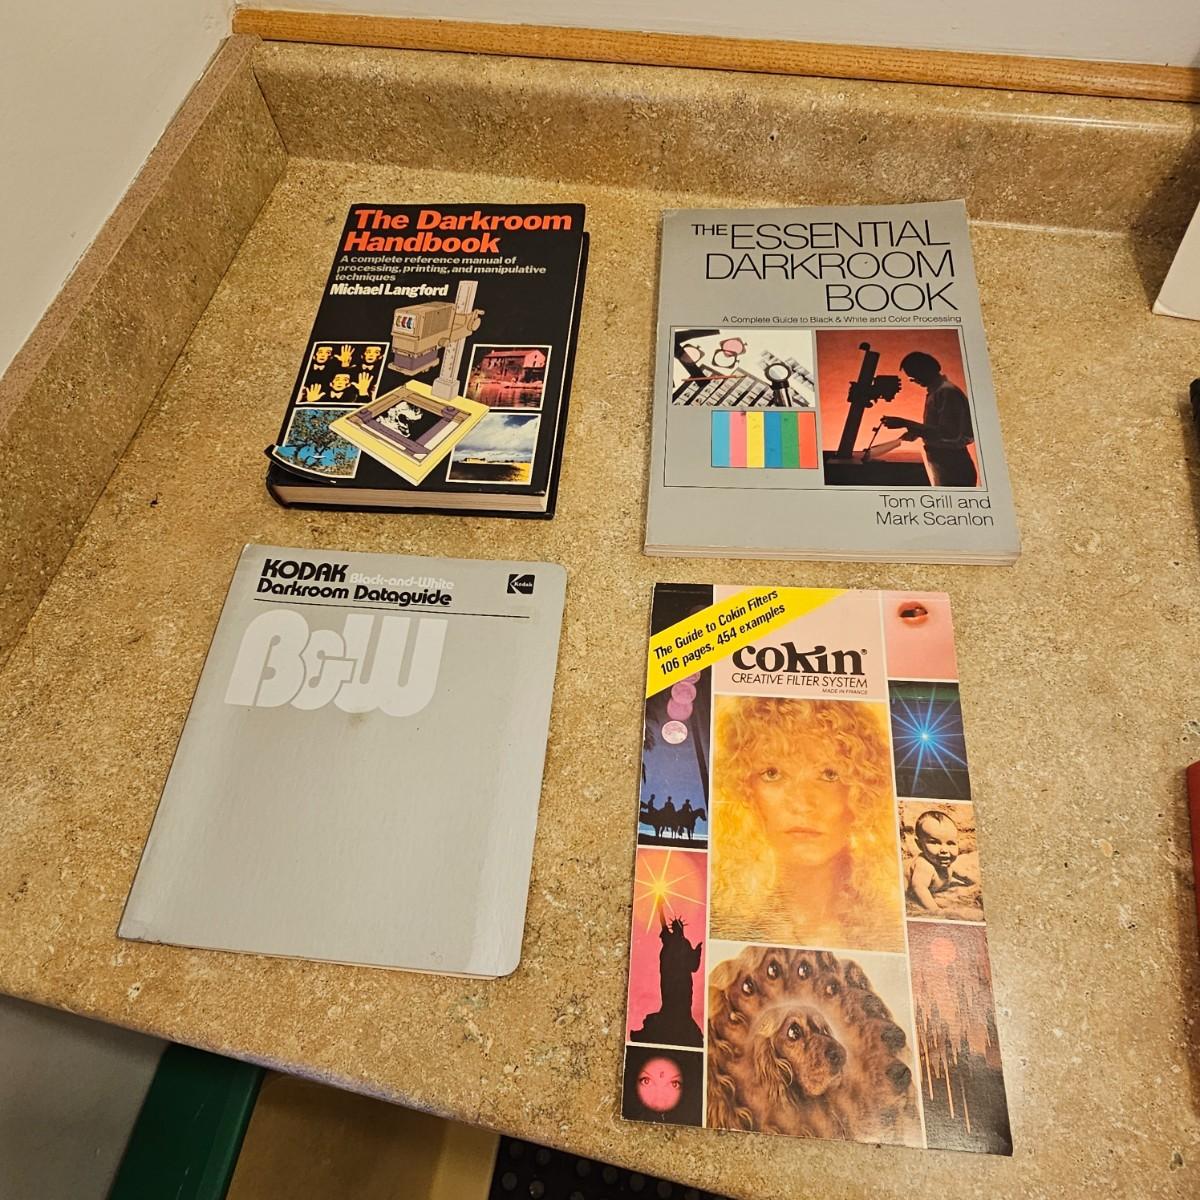 The Darkroom
Handbook
A complete reference manual of
processing, printing, and manipulative
techniques
Michael Langford
THE ESSENTIAL
DARKROOM
BOOK
A Complete Guide to Black & White and Color Processing
Tom Grill and
Mark Scanlon
KODAK Black-and-White
Darkroom Dataguide
Kodak
B&W
The Guide to Cokin Filters
106 pages, 454 examples
cokin®
CREATIVE FILTER SYSTEM
MADE IN FRANCE